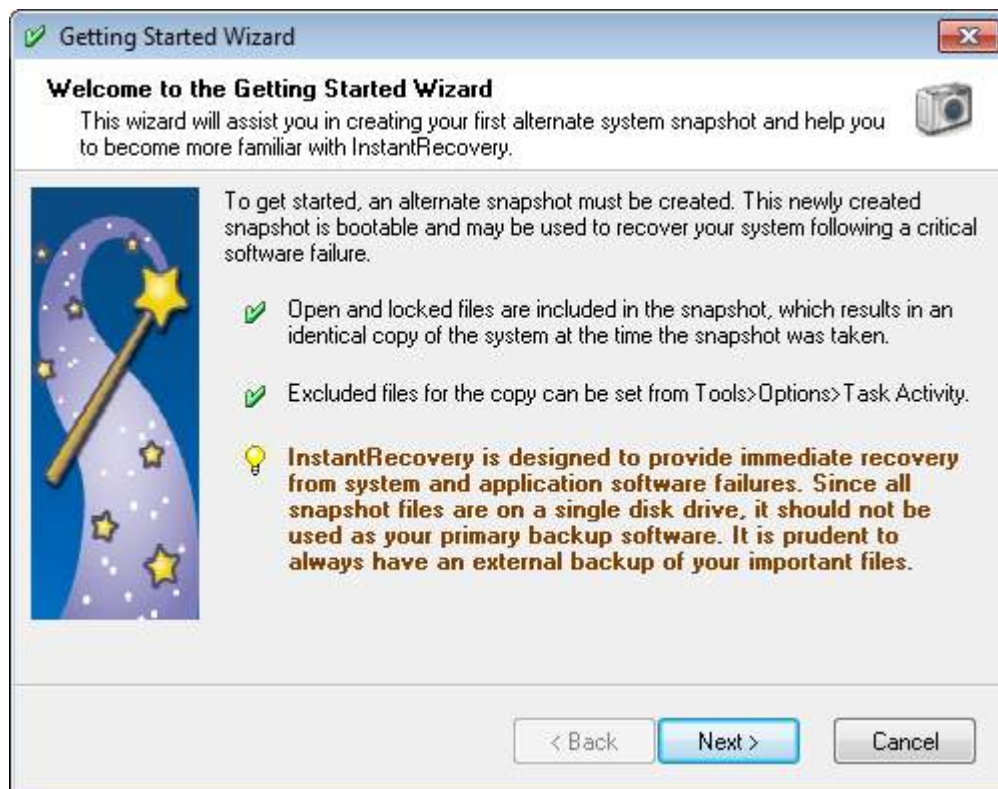 Getting Started Wizard
Welcome to the Getting Started Wizard
This wizard will assist you in creating your first alternate system snapshot and help you
to become more familiar with InstantRecovery.
To get started, an alternate snapshot must be created. This newly created
snapshot is bootable and may be used to recover your system following a critical
software failure.
Open and locked files are included in the snapshot, which results in an
identical copy of the system at the time the snapshot was taken.
Excluded files for the copy can be set from Tools>Options>Task Activity.
InstantRecovery is designed to provide immediate recovery
from system and application software failures. Since all
snapshot files are on a single disk drive, it should not be
used as your primary backup software. It is prudent to
always have an external backup of your important files.
< Back
Next >
Cancel